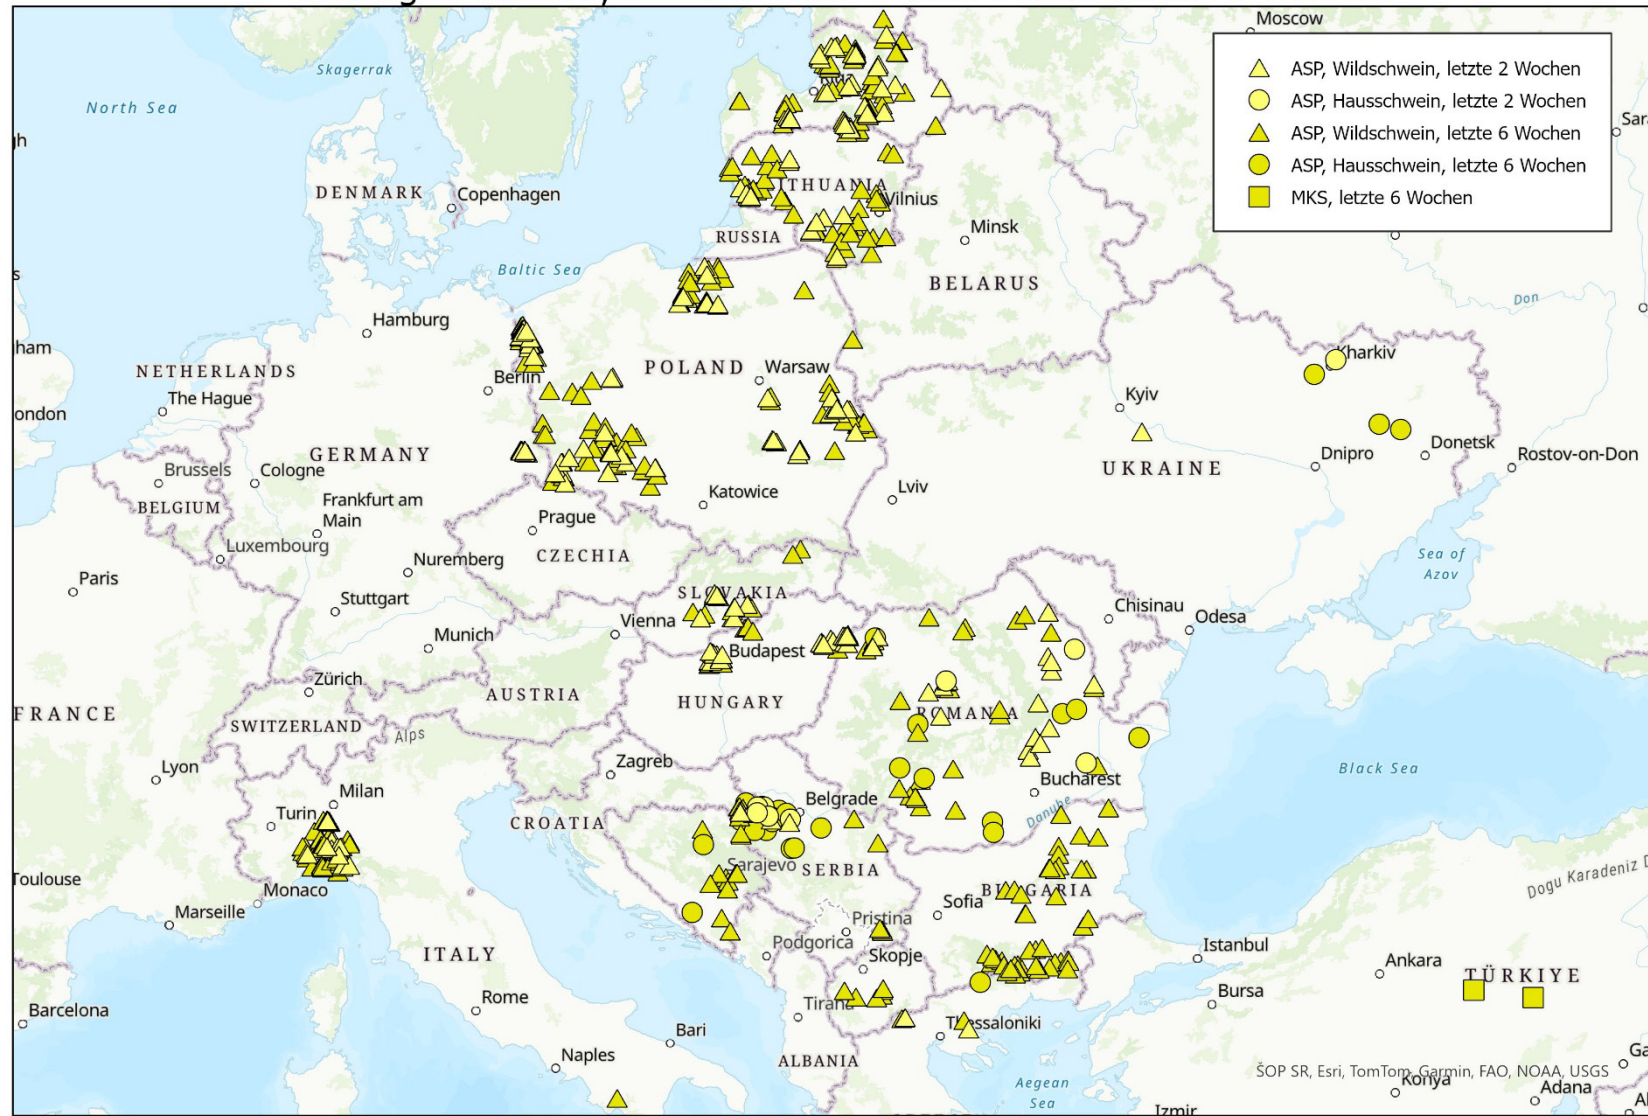 Moscow
ASP, Wildschwein, letzte 2 Wochen
ASP, Hausschwein, letzte 2 Wochen
ASP, Wildschwein, letzte 6 Wochen
ASP, Hausschwein, letzte 6 Wochen
MKS, letzte 6 Wochen
Skagerrak
North Sea
DENMARK
Copenhagen
Vilnius
Minsk
RUSSIA
Baltic Sea
BELARUS
Don
Hamburg
Kharkiv
NETHERLANDS
POLAND
Warsaw
Berlin
The Hague
Kyiv
GERMANY
Donetsk
Dnipro
Rostov-on-Don
UKRAINE
Brussels
Cologne
Lviv
Katowice
Frankfurt am
Main
BELGIUM
Prague
Luxembourg
CZECHIA
Nuremberg
Sea of
Azov
Paris
SLOVAKIA
Stuttgart
Chisinau
Odesa
Vienna
Munich
Budapest
Zürich
AUSTRIA
HUNGARY
FRANCE
ROMANIA
SWITZERLAND
Alps
Lyon
Zagreb
Black Sea
Bucharest
Milan
Belgrade
Turin
Danube
CROATIA
Sarajevo
SERBIA
Toulouse
Monaco
BULGARIA
Dogu Karadeniz D
Sofia
Marseille
Pristina
Podgorica
Istanbul
ITALY
Skopje
Ankara
TÜRKIYE
Rome
Bursa
Barcelona
Tirana
Thessaloniki
Bari
Naples
ALBANIA
ŠOP SR, Esri, TomTom, Garmin, FAO, NOAA, USGS
Konya
Adana
Aegean
Sea
Izmir